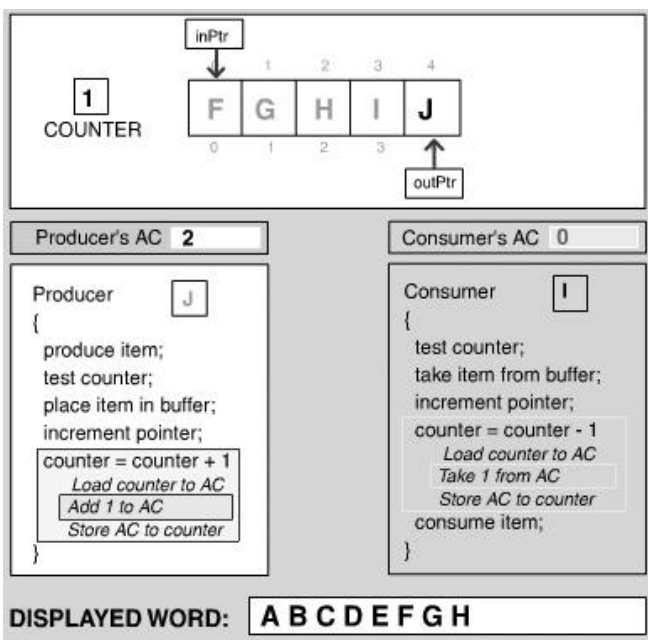 inPtr
1 2 3 4
1
COUNTER
F G H I J
0 1 2 3
outPtr
Producer's AC 2
Consumer's AC 0
Producer J
{
produce item;
test counter;
place item in buffer;
increment pointer;
counter = counter + 1
Load counter to AC
Add 1 to AC
Store AC to counter
}
Consumer I
{
test counter;
take item from buffer;
increment pointer;
counter = counter - 1
Load counter to AC
Take 1 from AC
Store AC to counter
consume item;
}
DISPLAYED WORD: A B C D E F G H